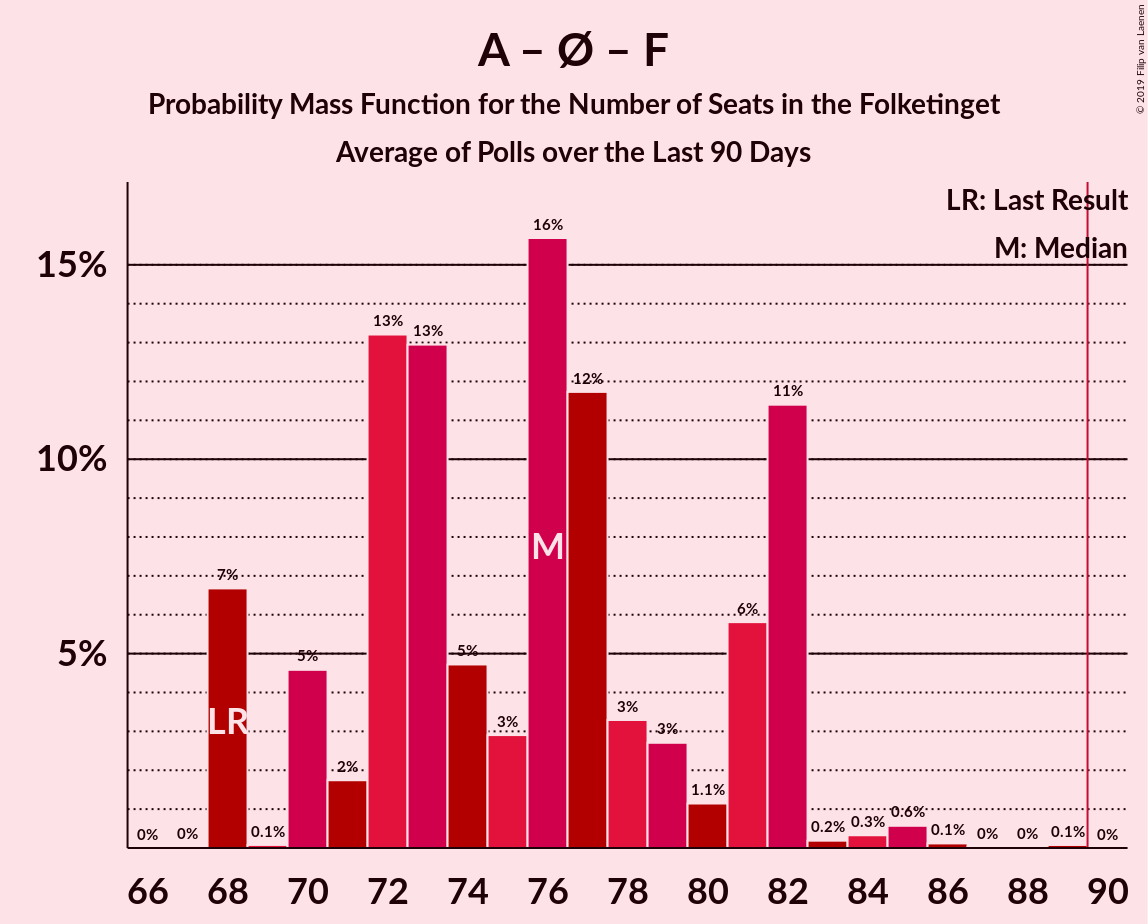 A – Ø – F
Probability Mass Function for the Number of Seats in the Folketinget
Average of Polls over the Last 90 Days
© 2019 Filip van Laenen
LR: Last Result
M: Median
15%
10%
5%
0% 0% 7% 0.1% 5% 2% 13% 13% 5% 3% 16% 12% 3% 3% 1.1% 6% 11% 0.2% 0.3% 0.6% 0.1% 0% 0% 0.1% 0%
LR
M
66 68 70 72 74 76 78 80 82 84 86 88 90